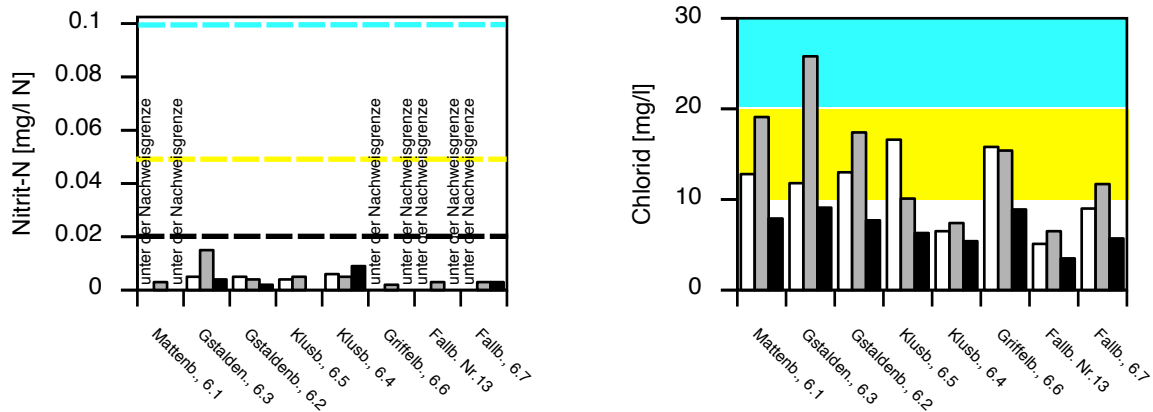 Nitrit-N [mg/l N]
0.1
0.08
0.06
0.04
0.02
0
unter der Nachweisgrenze
unter der Nachweisgrenze
unter der Nachweisgrenze
unter der Nachweisgrenze
unter der Nachweisgrenze
unter der Nachweisgrenze
unter der Nachweisgrenze
Mattenb., 6.1
Gstalden., 6.3
Gstaldenb., 6.2
Klusb., 6.5
Klusb., 6.4
Griffelb., 6.6
Fallb. Nr.13
Fallb., 6.7
Chlorid [mg/l]
30
20
10
0
Mattenb., 6.1
Gstalden., 6.3
Gstaldenb., 6.2
Klusb., 6.5
Klusb., 6.4
Griffelb., 6.6
Fallb. Nr.13
Fallb., 6.7